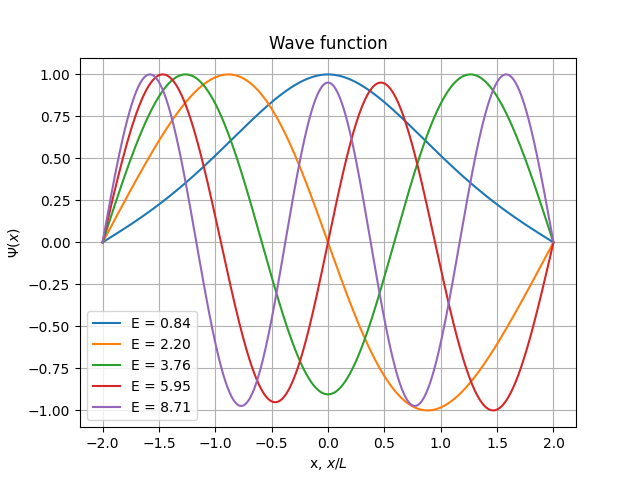 Wave function
Ψ(x)
1.00
0.75
0.50
0.25
0.00
−0.25
−0.50
−0.75
−1.00
E = 0.84
E = 2.20
E = 3.76
E = 5.95
E = 8.71
−2.0 −1.5 −1.0 −0.5 0.0 0.5 1.0 1.5 2.0
x, x/L